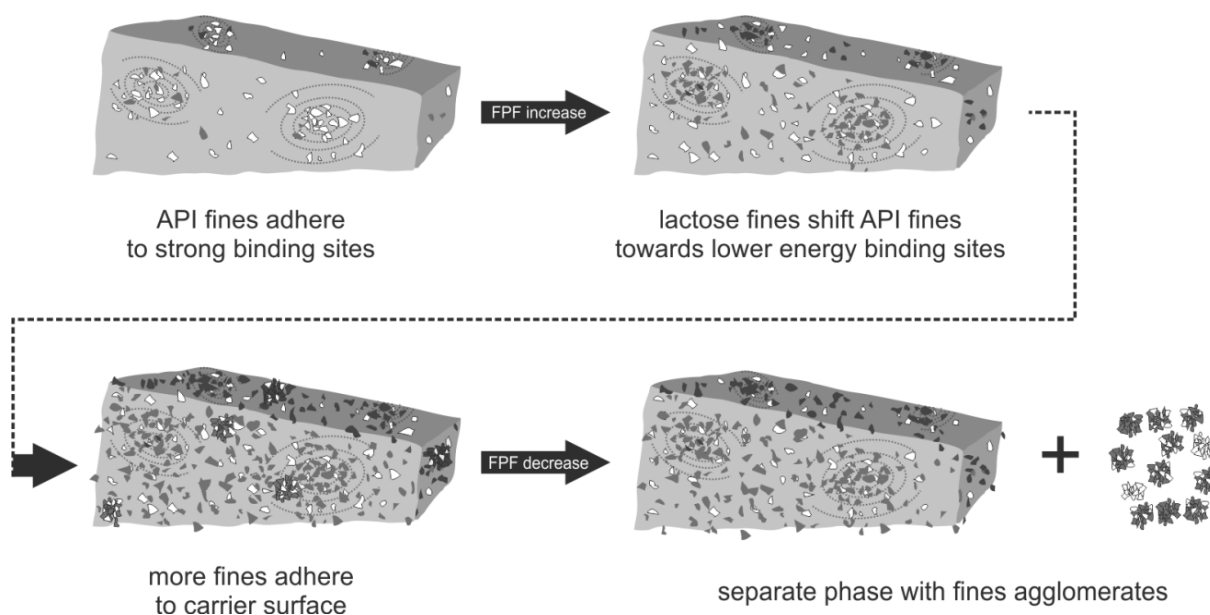 FPF increase
API fines adhere
to strong binding sites
lactose fines shift API fines
towards lower energy binding sites
FPF decrease
+
more fines adhere
to carrier surface
separate phase with fines agglomerates